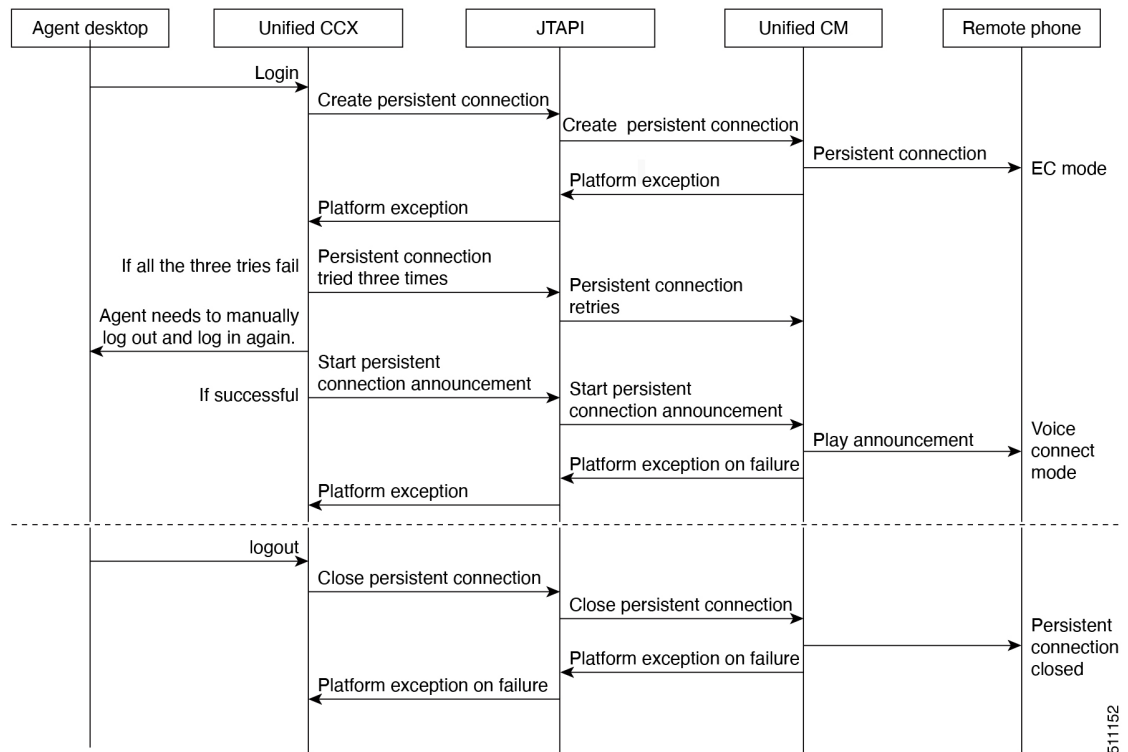 Agent desktop
Unified CCX
JTAPI
Unified CM
Remote phone
Login
Create persistent connection
Create persistent connection
Persistent connection
EC mode
Platform exception
Platform exception
If all the three tries fail
Persistent connection
tried three times
Persistent connection
retries
Agent needs to manually
log out and log in again.
Start persistent
connection announcement
If successful
Start persistent
connection announcement
Play announcement
Voice
connect
mode
Platform exception on failure
Platform exception
logout
Close persistent connection
Close persistent connection
Persistent
connection
closed
Platform exception on failure
Platform exception on failure
511152